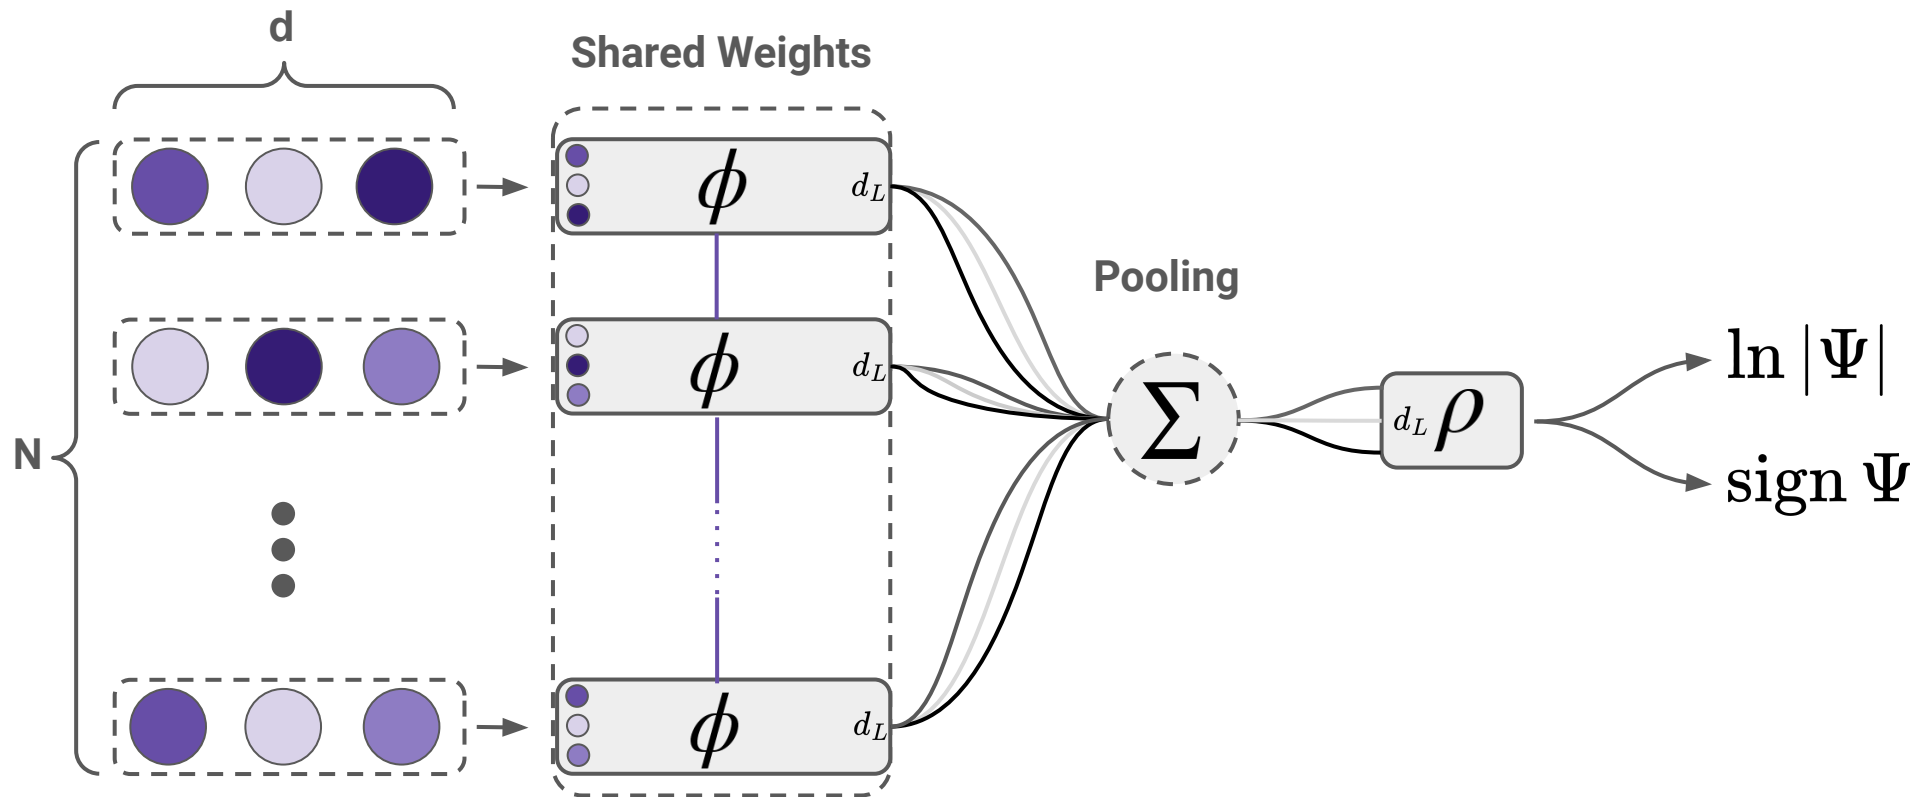 d
Shared Weights
ϕ
d_L
ϕ
d_L
Pooling
N
Σ
d_L ρ
ln |Ψ|
sign Ψ
ϕ
d_L